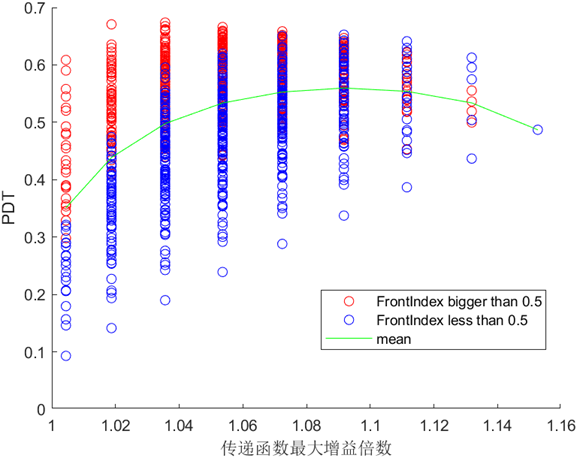 0.7
0.6
0.5
0.4
0.3
0.2
0.1
0
PDT
FrontIndex bigger than 0.5
FrontIndex less than 0.5
mean
1 1.02 1.04 1.06 1.08 1.1 1.12 1.14 1.16
传递函数最大增益倍数